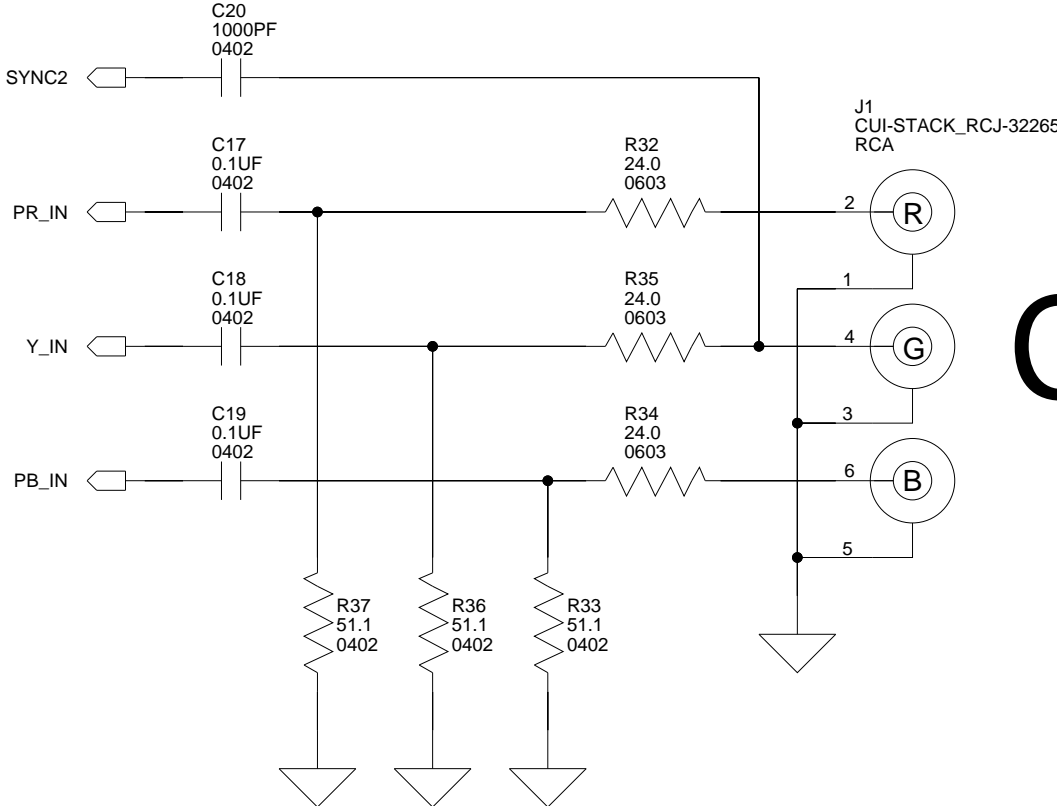 C20
1000PF
0402
SYNC2
J1
CUI-STACK_RCJ-32265
RCA
C17
0.1UF
0402
R32
24.0
0603
PR_IN
2
R
1
C18
0.1UF
0402
R35
24.0
0603
Y_IN
4
G
3
C19
0.1UF
0402
R34
24.0
0603
PB_IN
6
B
5
R37
51.1
0402
R36
51.1
0402
R33
51.1
0402